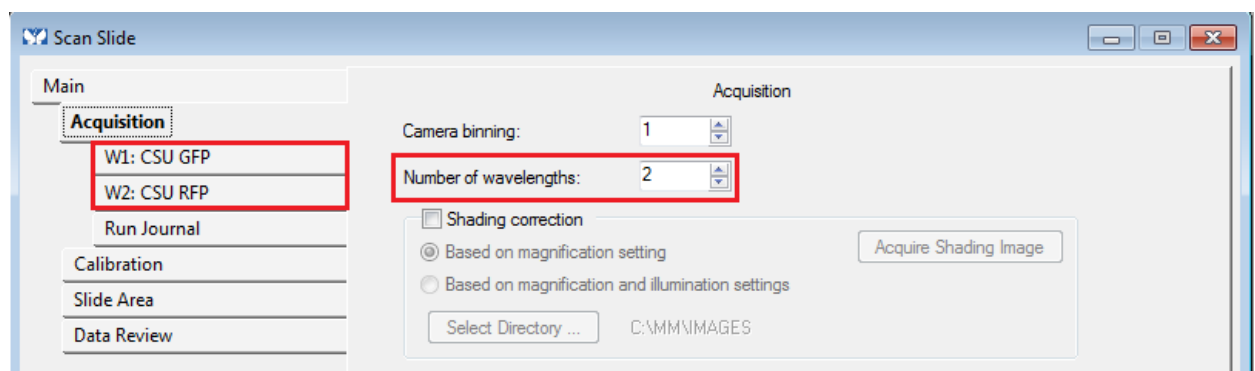 Scan Slide
Main
Acquisition
W1: CSU GFP
W2: CSU RFP
Run Journal
Calibration
Slide Area
Data Review
Acquisition
Camera binning: 1
Number of wavelengths: 2
Shading correction
Based on magnification setting
Acquire Shading Image
Based on magnification and illumination settings
Select Directory ... C:\MM\IMAGES